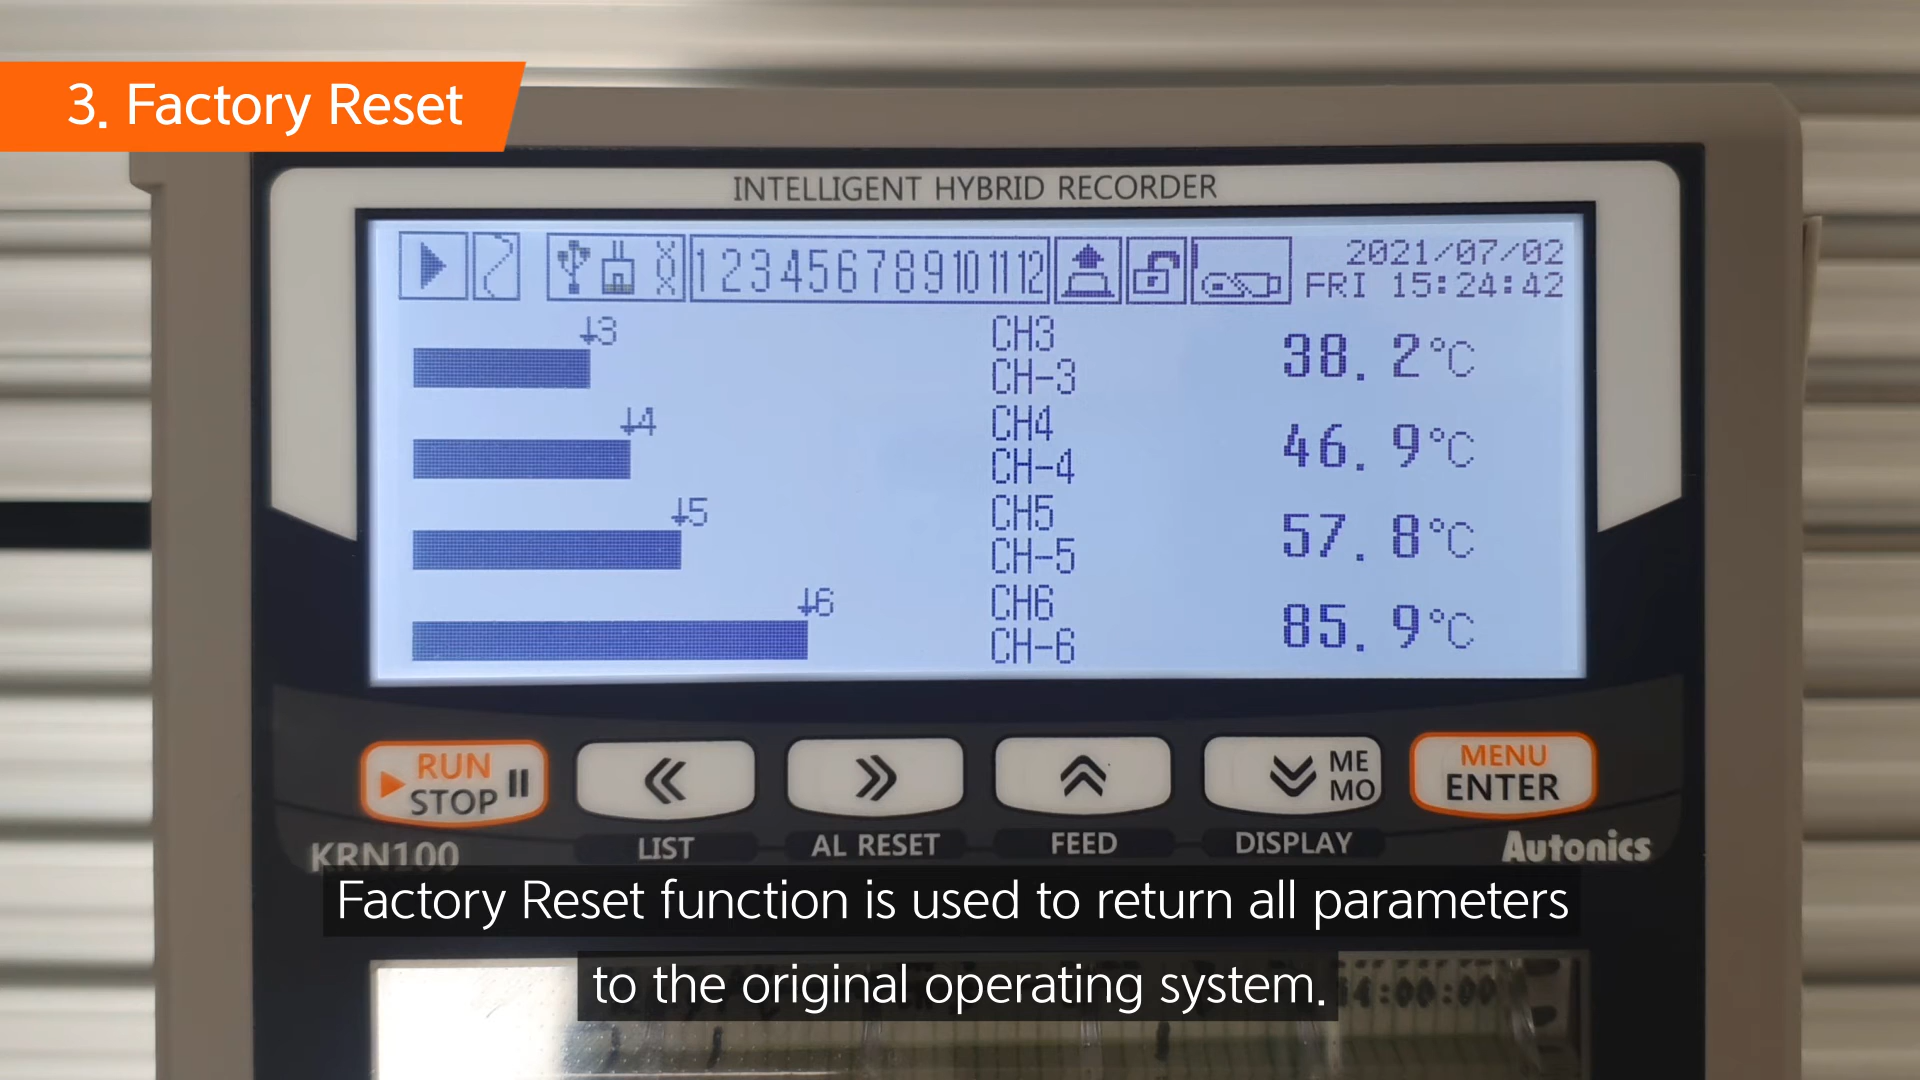 3. Factory Reset
INTELLIGENT HYBRID RECORDER
1 2 3 4 5 6 7 8 9 10 11 12
2021/07/02
FRI 15:24:42
3
CH3
CH-3
38.2°C
4
CH4
CH-4
46.9°C
5
CH5
CH-5
57.8°C
6
CH6
CH-6
85.9°C
RUN
STOP
ME
MO
MENU
ENTER
KRN100
LIST
AL RESET
FEED
DISPLAY
Autonics
Factory Reset function is used to return all parameters
to the original operating system.